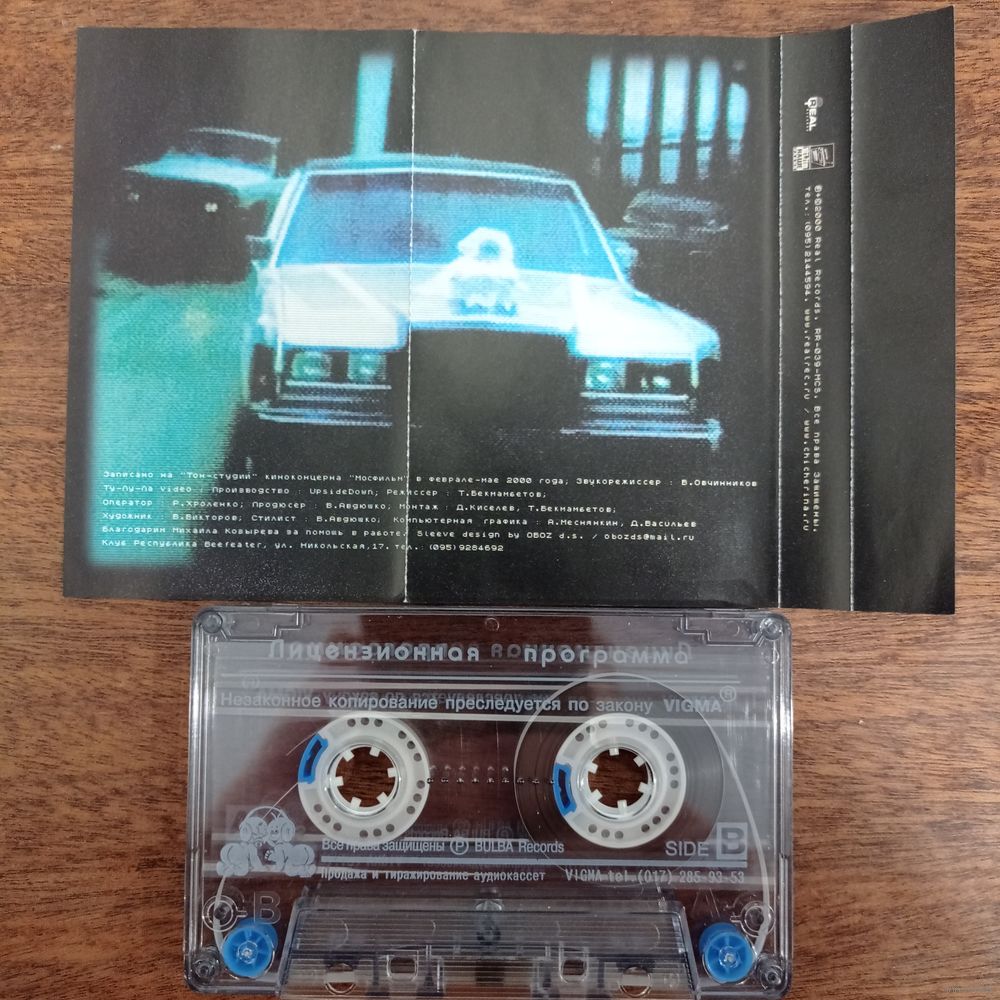 Записано на "Тон-студии" киноконцерна "Мосфильм" в феврале-мае 2000 года, Звукорежиссер : В.Овчинников
Ту-лу-ла video : Производство : UpsideDown; Режиссер : Т.Бекмамбетов;
Оператор : Р.Хроленко; Продюсер : В.Авдюшко, Монтаж : Д.Киселев, Т.Бекмамбетов;
Художник : В.Викторов; Стилист : В.Авдюшко; Компьютерная графика : А.Меснянкин, Д.Васильев
Благодарим Михаила Козырева за помощь в работе. Sleeve design by OBOZ d.s. / obozds@mail.ru
Клуб Республика Beefeater, ул. Никольская,17. тел.: (095)9284692
REAL
℗+©2000 Real Records. RR-039-MCS. Все права защищены.
тел.: (095)2144594, www.realrec.ru / www.chicherina.ru
Лицензионная программа
Незаконное копирование преследуется по закону VIGMA®
Все права защищены ℗ BULBA Records
SIDE B
Продажа и тиражирование аудиокассет VIGMA tel.(017) 285-93-53
B A